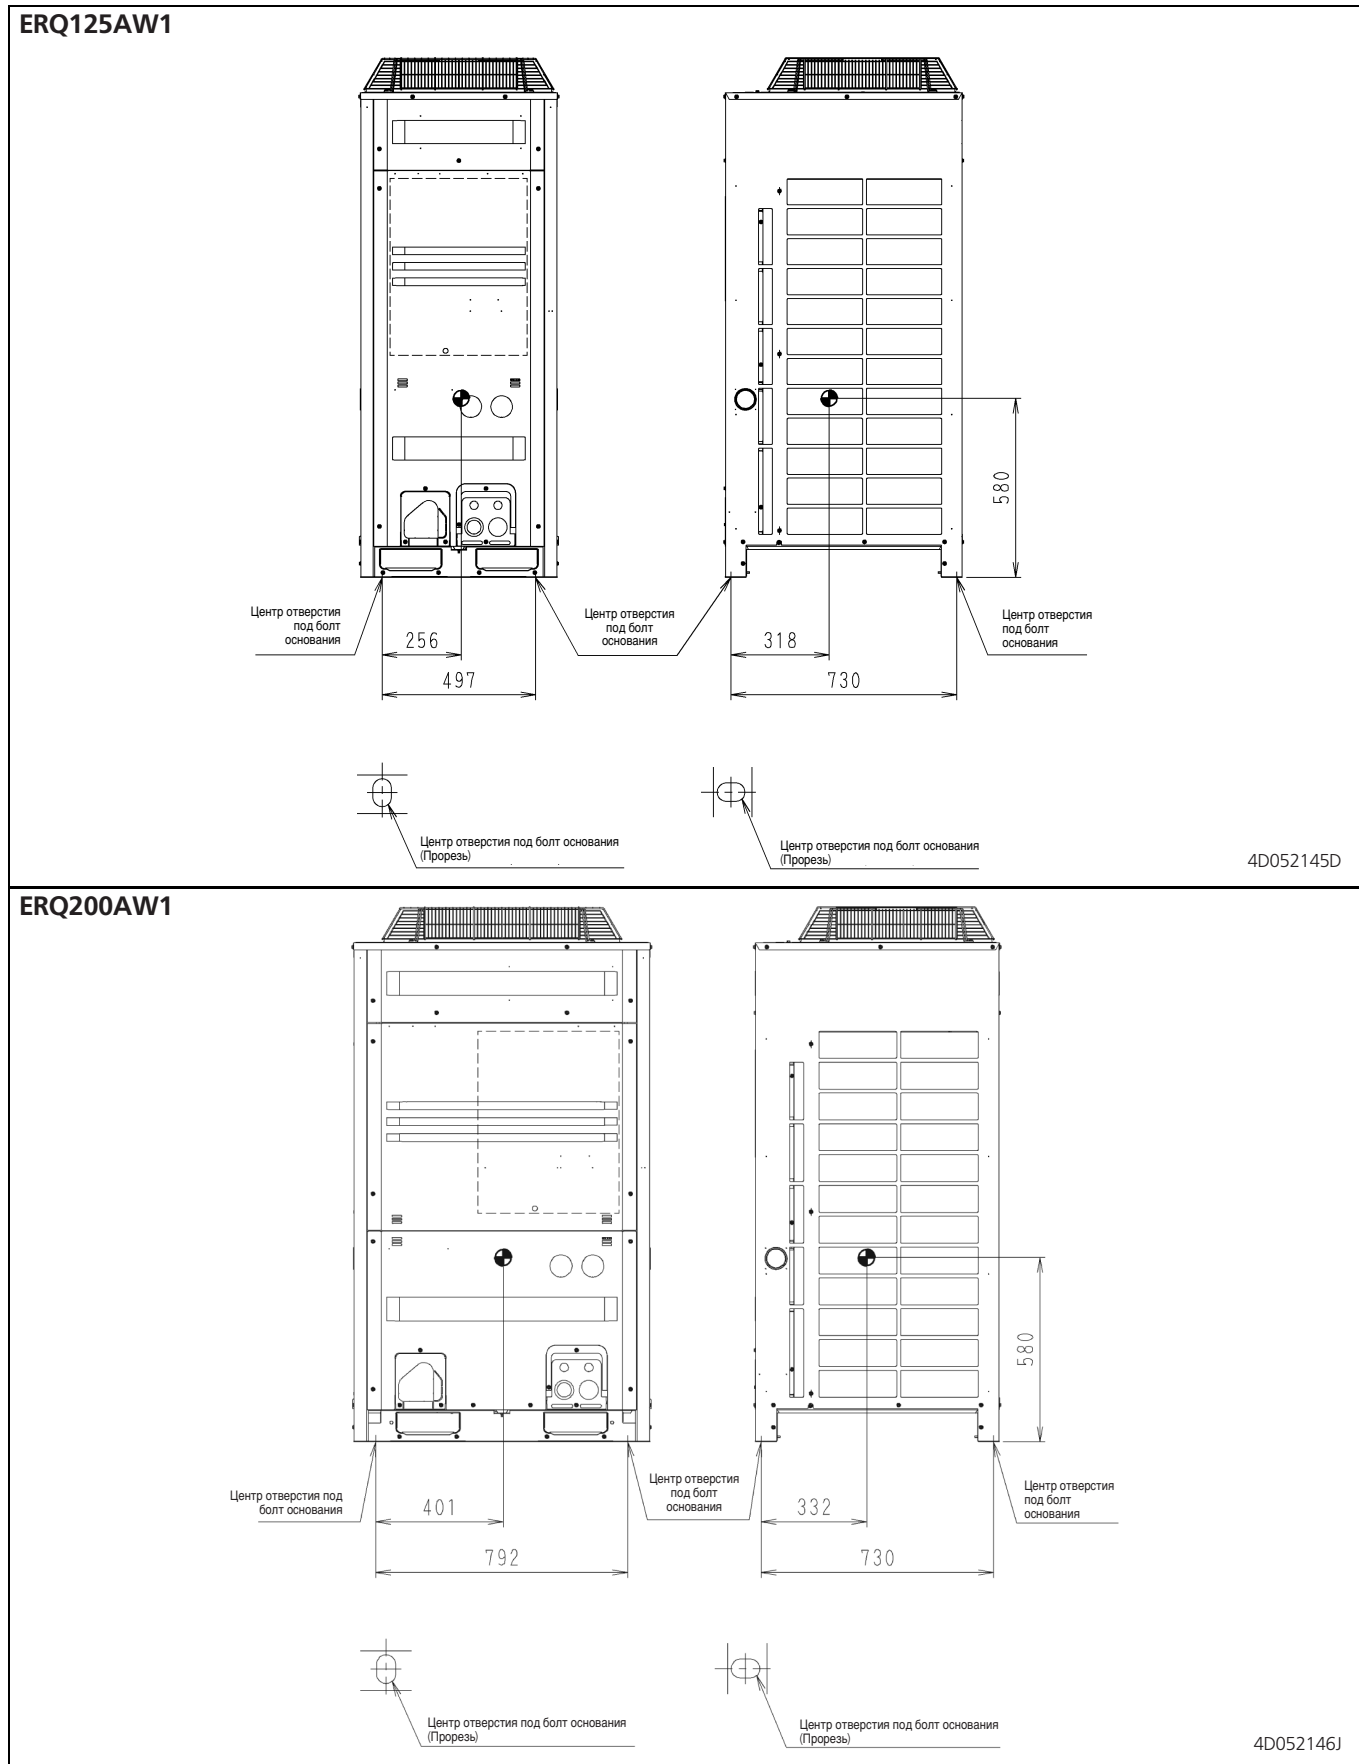 ERQ125AW1
580
Центр отверстия
под болт
основания
Центр отверстия
под болт
основания
Центр отверстия
под болт
основания
256
318
497
730
Центр отверстия под болт основания
(Прорезь)
Центр отверстия под болт основания
(Прорезь)
4D052145D
ERQ200AW1
580
Центр отверстия под
болт основания
Центр отверстия
под болт
основания
Центр отверстия
под болт
основания
401
332
792
730
Центр отверстия под болт основания
(Прорезь)
Центр отверстия под болт основания
(Прорезь)
4D052146J